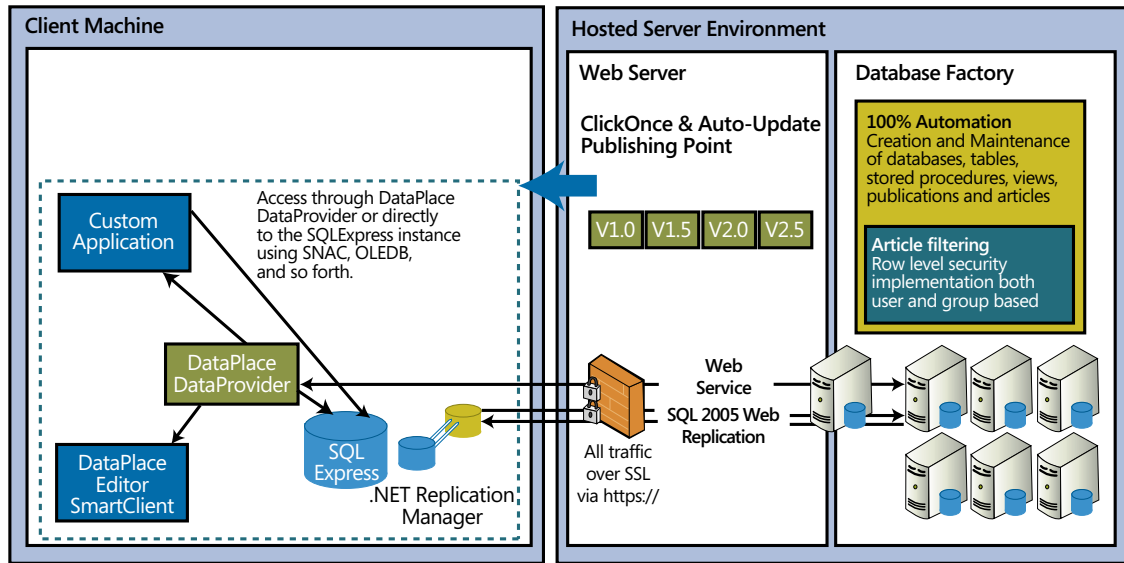 Client Machine
Access through DataPlace
DataProvider or directly
to the SQLExpress instance
using SNAC, OLEDB,
and so forth.
Custom
Application
DataPlace
DataProvider
SQL
Express
DataPlace
Editor
SmartClient
.NET Replication
Manager
Hosted Server Environment
Web Server
ClickOnce & Auto-Update
Publishing Point
V1.0
V1.5
V2.0
V2.5
Web
Service
SQL 2005 Web
Replication
All traffic
over SSL
via https://
Database Factory
100% Automation
Creation and Maintenance
of databases, tables,
stored procedures, views,
publications and articles
Article filtering
Row level security
implementation both
user and group based